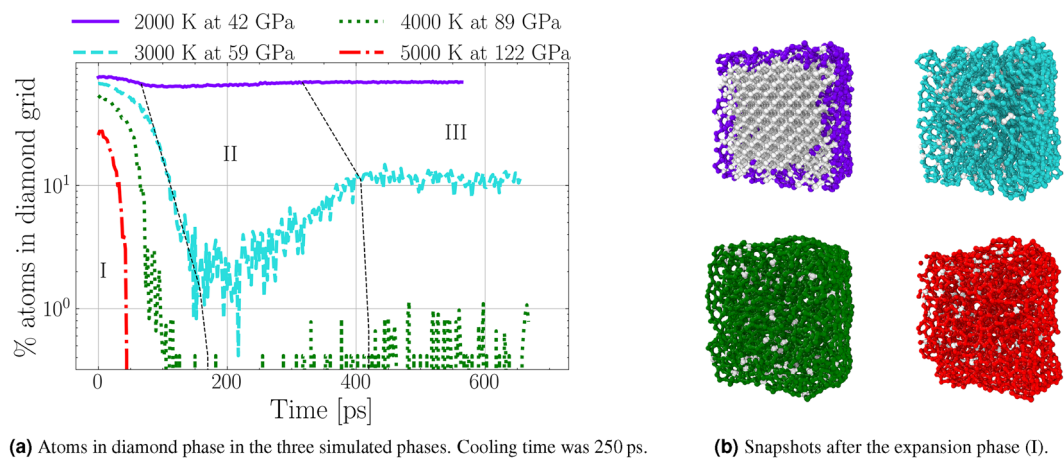 2000 K at 42 GPa
3000 K at 59 GPa
4000 K at 89 GPa
5000 K at 122 GPa
% atoms in diamond grid
10¹
10⁰
I
II
III
0
200
400
600
Time [ps]
(a) Atoms in diamond phase in the three simulated phases. Cooling time was 250 ps.
(b) Snapshots after the expansion phase (I).